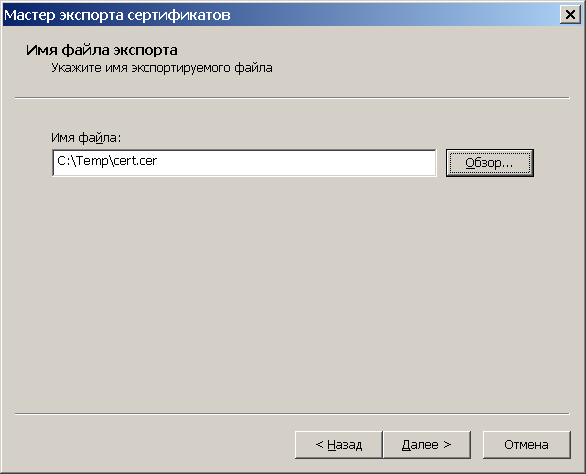 Мастер экспорта сертификатов
Имя файла экспорта
Укажите имя экспортируемого файла
Имя файла:
C:\Temp\cert.cer
Обзор...
< Назад
Далее >
Отмена